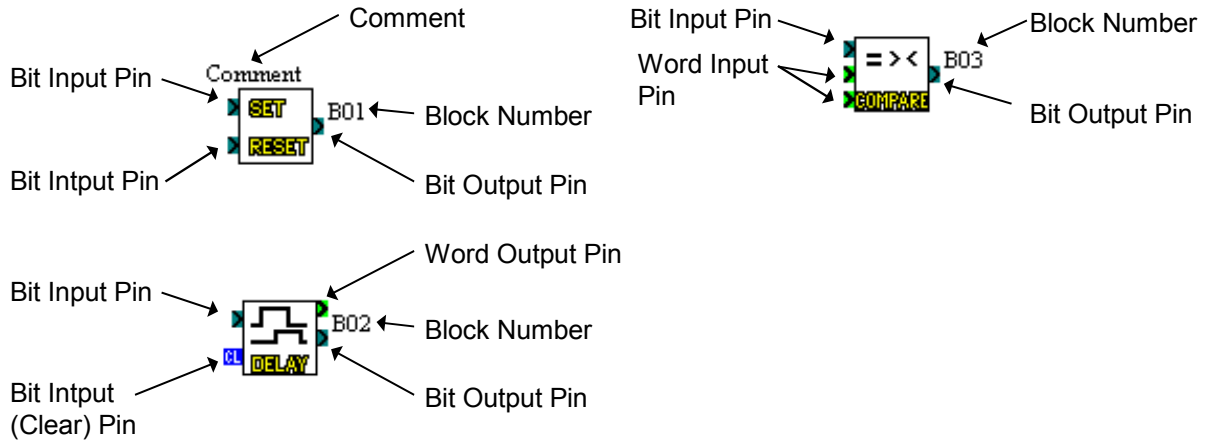 Comment
Bit Input Pin
Comment
SET
B01
Block Number
RESET
Bit Intput Pin
Bit Output Pin
Bit Input Pin
Block Number
= > <
B03
Word Input
Pin
COMPARE
Bit Output Pin
Word Output Pin
Bit Input Pin
B02
Block Number
CL
DELAY
Bit Intput
(Clear) Pin
Bit Output Pin